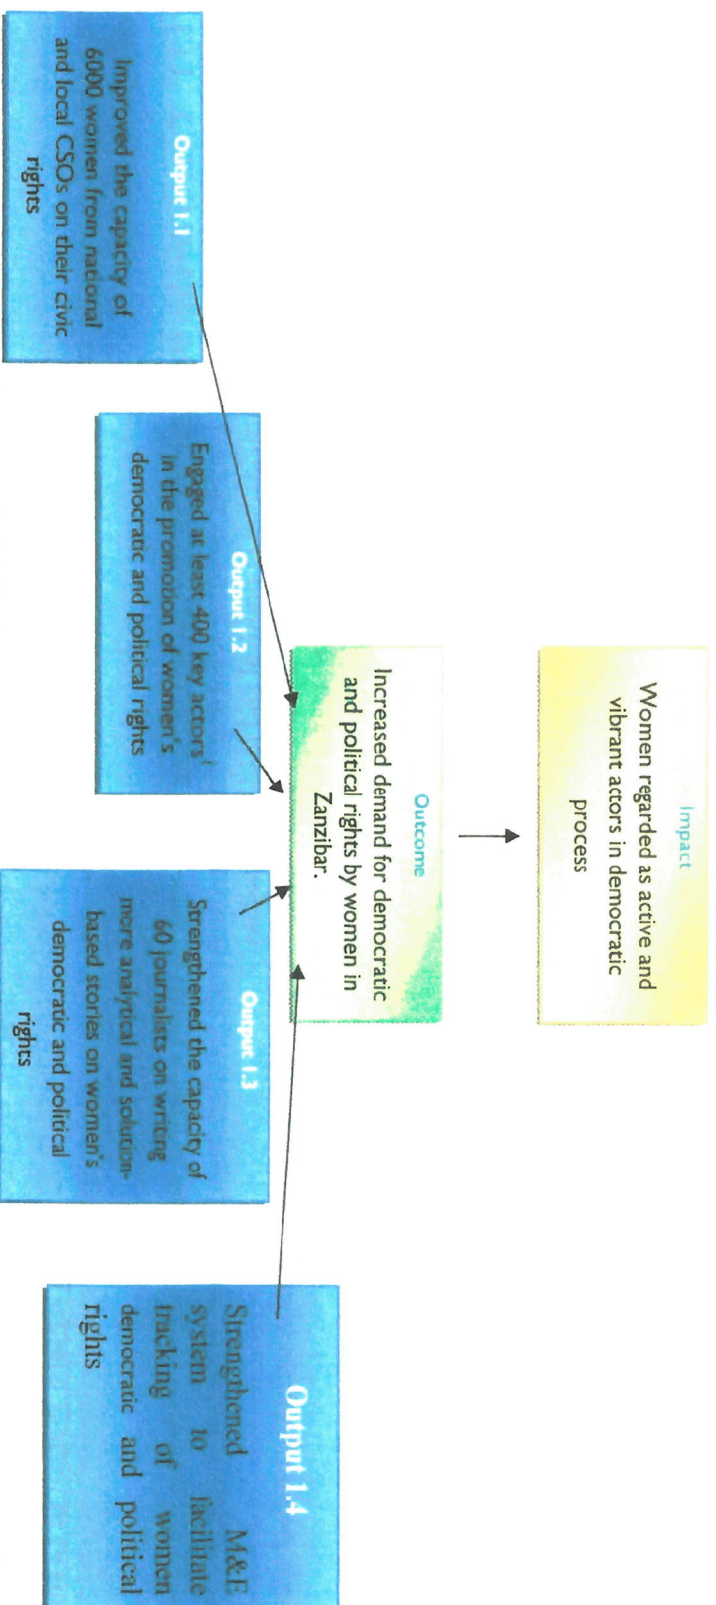 Impact
Women regarded as active and
vibrant actors in democratic
process
Outcome
Increased demand for democratic
and political rights by women in
Zanzibar.
Output 1.1
Improved the capacity of
6000 women from national
and local CSOs on their civic
rights
Output 1.2
Engaged at least 400 key actors'
in the promotion of women's
democratic and political rights
Output 1.3
Strengthened the capacity of
60 journalists on writing
more analytical and solution-
based stories on women's
democratic and political
rights
Output 1.4
Strengthened M&E
system to facilitate
tracking of women
democratic and political
rights